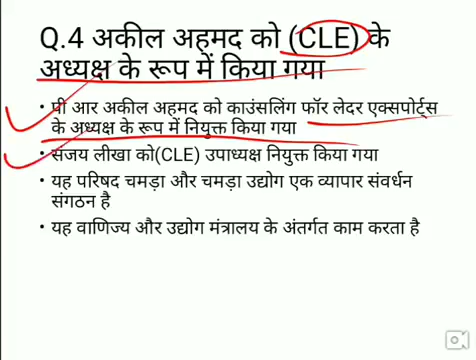 Q.4 अकील अहमद को (CLE) के
अध्यक्ष के रूप में किया गया
• पी आर अकील अहमद को काउंसलिंग फॉर लेदर एक्सपोर्ट्स
के अध्यक्ष के रूप में नियुक्त किया गया
• संजय लीखा को(CLE) उपाध्यक्ष नियुक्त किया गया
• यह परिषद चमड़ा और चमड़ा उद्योग एक व्यापार संवर्धन
संगठन है
• यह वाणिज्य और उद्योग मंत्रालय के अंतर्गत काम करता है